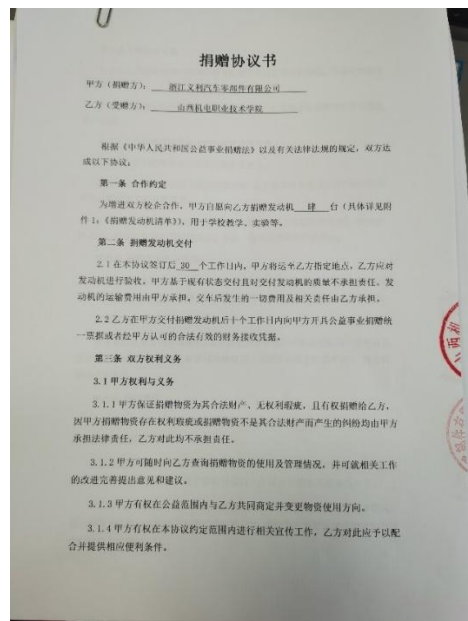 捐赠协议书
甲方（捐赠方）：浙江义利汽车零部件有限公司
乙方（受赠方）：山西机电职业技术学院
根据《中华人民共和国公益事业捐赠法》以及有关法律法规的规定，双方达
成以下协议：
第一条 合作约定
为增进双方校企合作，甲方自愿向乙方捐赠发动机 肆 台（具体详见附
件1：《捐赠发动机清单》），用于学校教学、实验等。
第二条 捐赠发动机交付
2.1在本协议签订后 30 个工作日内，甲方将运至乙方指定地点，乙方应对
发动机进行验收。甲方基于现有状态交付且对交付发动机的质量不承担责任。发
动机的运输费用由甲方承担。交车后发生的一切费用及相关责任由乙方承担。
2.2乙方在甲方交付捐赠发动机后十个工作日内向甲方开具公益事业捐赠统
一票据或者经甲方认可的合法有效的财务接收凭据。
第三条 双方权利义务
3.1甲方权利与义务
3.1.1甲方保证捐赠物资为其合法财产、无权利瑕疵，且有权捐赠给乙方，
因甲方捐赠物资存在权利瑕疵或捐赠物资不是其合法财产而产生的纠纷均由甲方
承担法律责任，乙方对此均不承担责任。
3.1.2甲方可随时向乙方查询捐赠物资的使用及管理情况，并可就相关工作
的改进完善提出意见和建议。
3.1.3甲方有权在公益范围内与乙方共同商定并变更物资使用方向。
3.1.4甲方有权在本协议约定范围内进行相关宣传工作，乙方对此应予以配
合并提供相应便利条件。